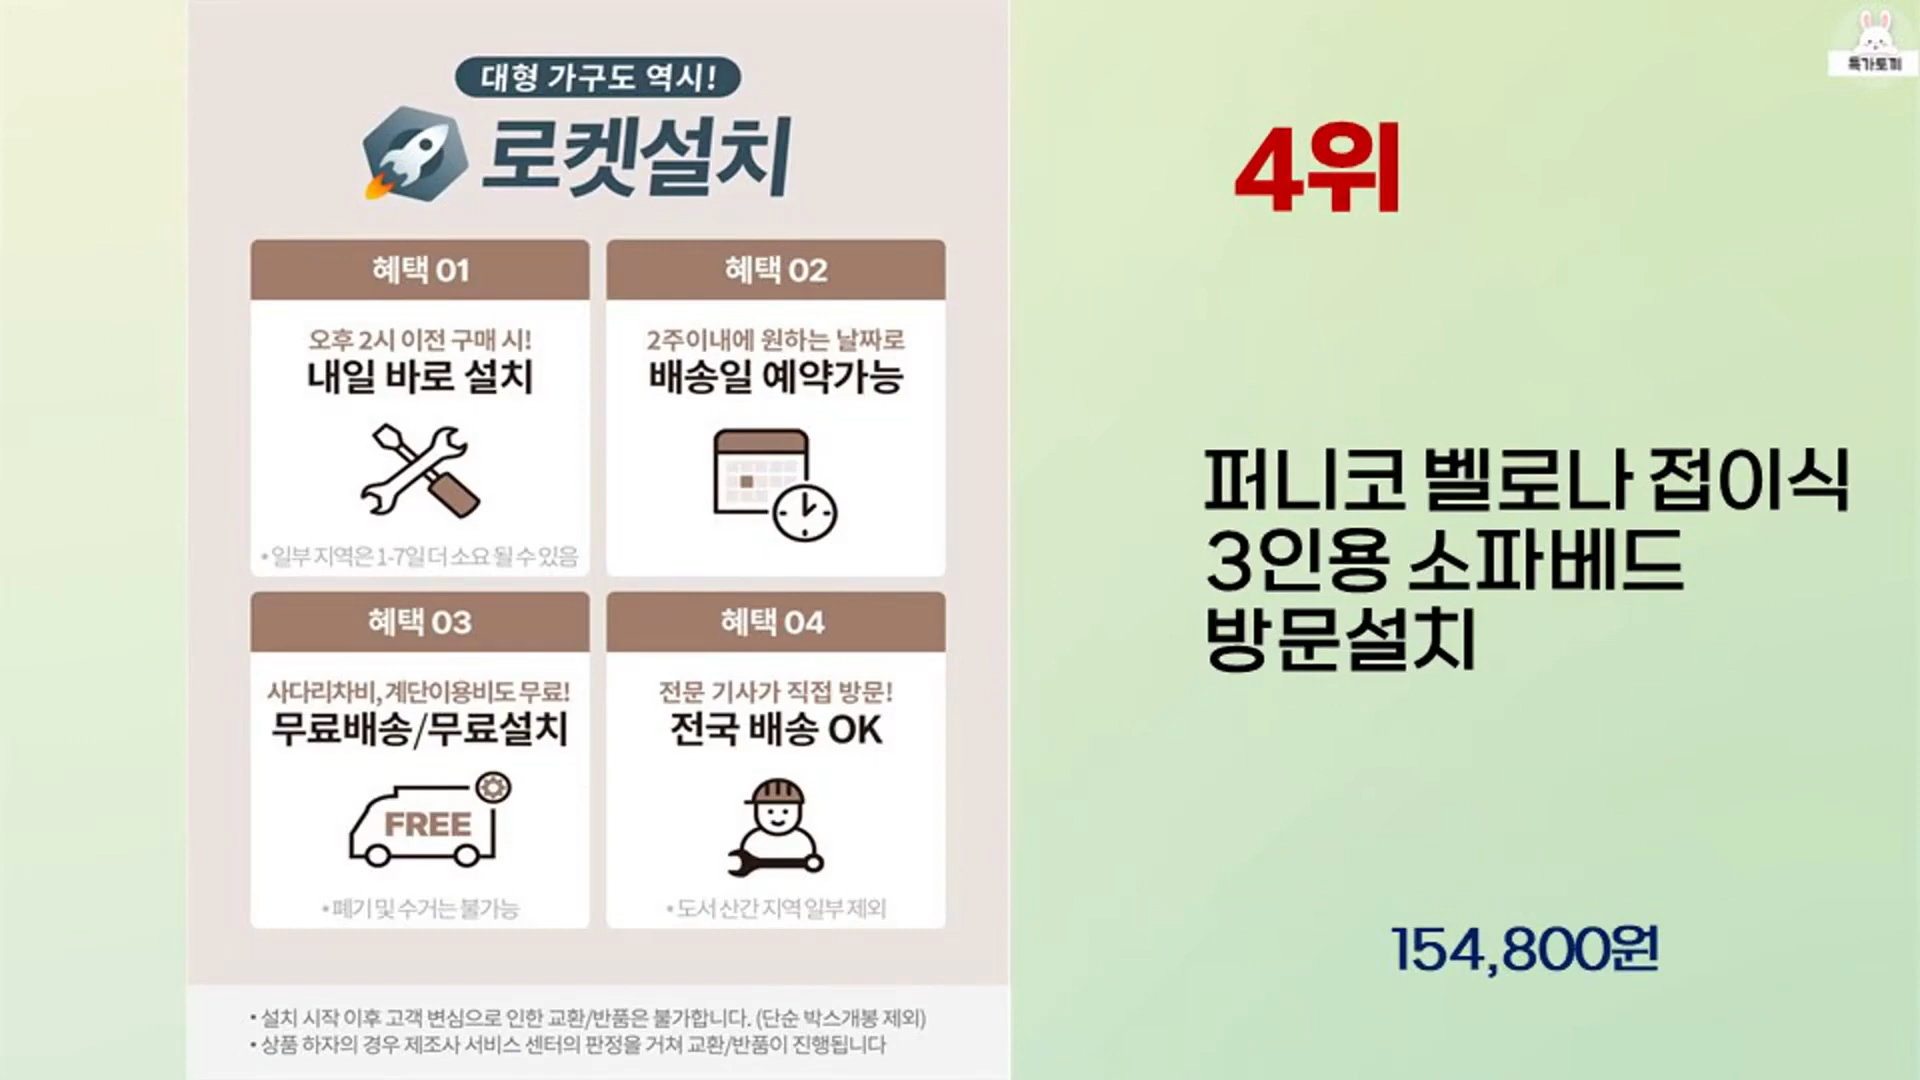 대형 가구도 역시!
로켓설치
혜택 01
오후 2시 이전 구매 시!
내일 바로 설치
• 일부 지역은 1-7일 더 소요 될 수 있음
혜택 02
2주이내에 원하는 날짜로
배송일 예약가능
혜택 03
사다리차비, 계단이용비도 무료!
무료배송/무료설치
FREE
• 폐기 및 수거는 불가능
혜택 04
전문 기사가 직접 방문!
전국 배송 OK
• 도서 산간 지역 일부 제외
• 설치 시작 이후 고객 변심으로 인한 교환/반품은 불가합니다. (단순 박스개봉 제외)
• 상품 하자의 경우 제조사 서비스 센터의 판정을 거쳐 교환/반품이 진행됩니다
특가토끼
4위
퍼니코 벨로나 접이식
3인용 소파베드
방문설치
154,800원